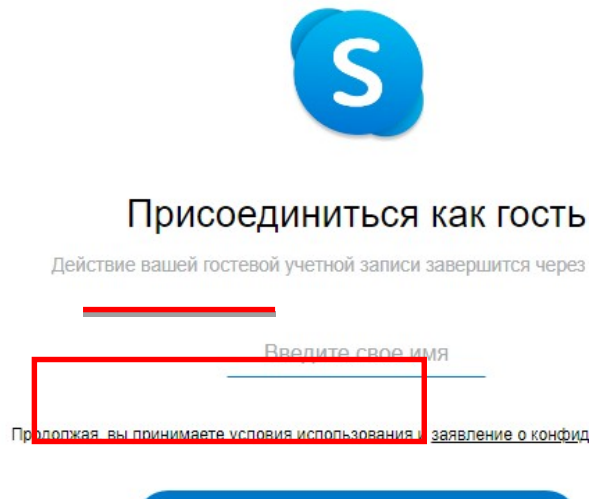 S
Присоединиться как гость
Действие вашей гостевой учетной записи завершится через
Введите свое имя
Продолжая, вы принимаете условия использования и заявление о конфид